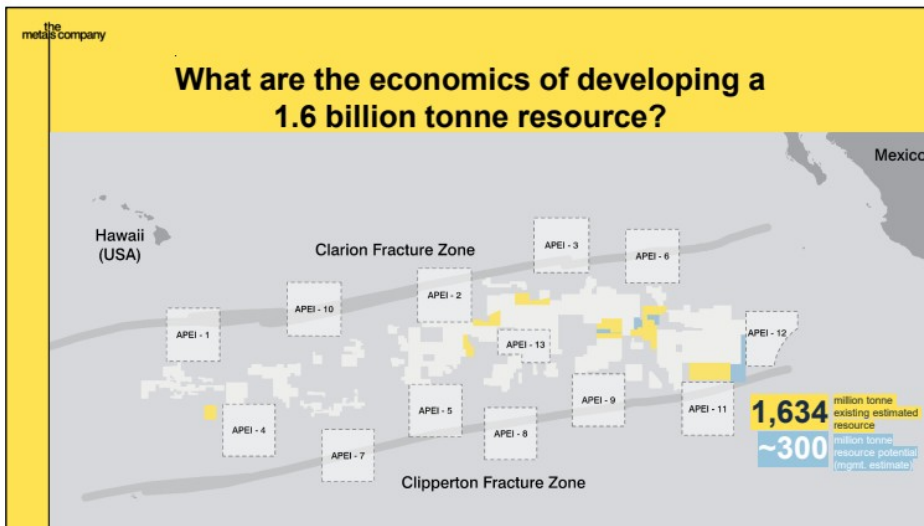 the
metals company
What are the economics of developing a
1.6 billion tonne resource?
Mexico
Hawaii
(USA)
Clarion Fracture Zone
APEI - 3
APEI - 6
APEI - 2
APEI - 10
APEI - 1
APEI - 12
APEI - 13
APEI - 9
APEI - 5
APEI - 11
APEI - 4
APEI - 8
APEI - 7
1,634
million tonne
existing estimated
resource
~300
million tonne
resource potential
(mgmt. estimate)
Clipperton Fracture Zone